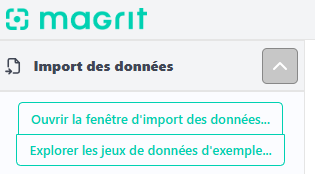 magrit
Import des données
Ouvrir la fenêtre d'import des données...
Explorer les jeux de données d'exemple...